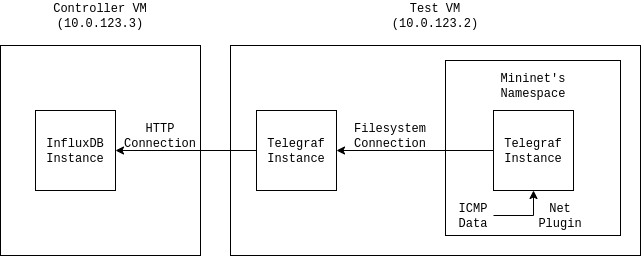 Controller VM
(10.0.123.3)
Test VM
(10.0.123.2)
Mininet's
Namespace
InfluxDB
Instance
HTTP
Connection
Telegraf
Instance
Filesystem
Connection
Telegraf
Instance
ICMP
Data
Net
Plugin